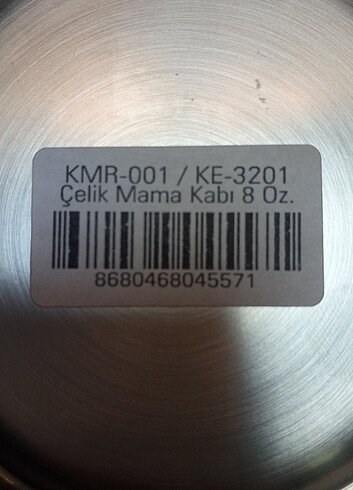 KMR-001 / KE-3201
Çelik Mama Kabı 8 Oz.
8680468045571